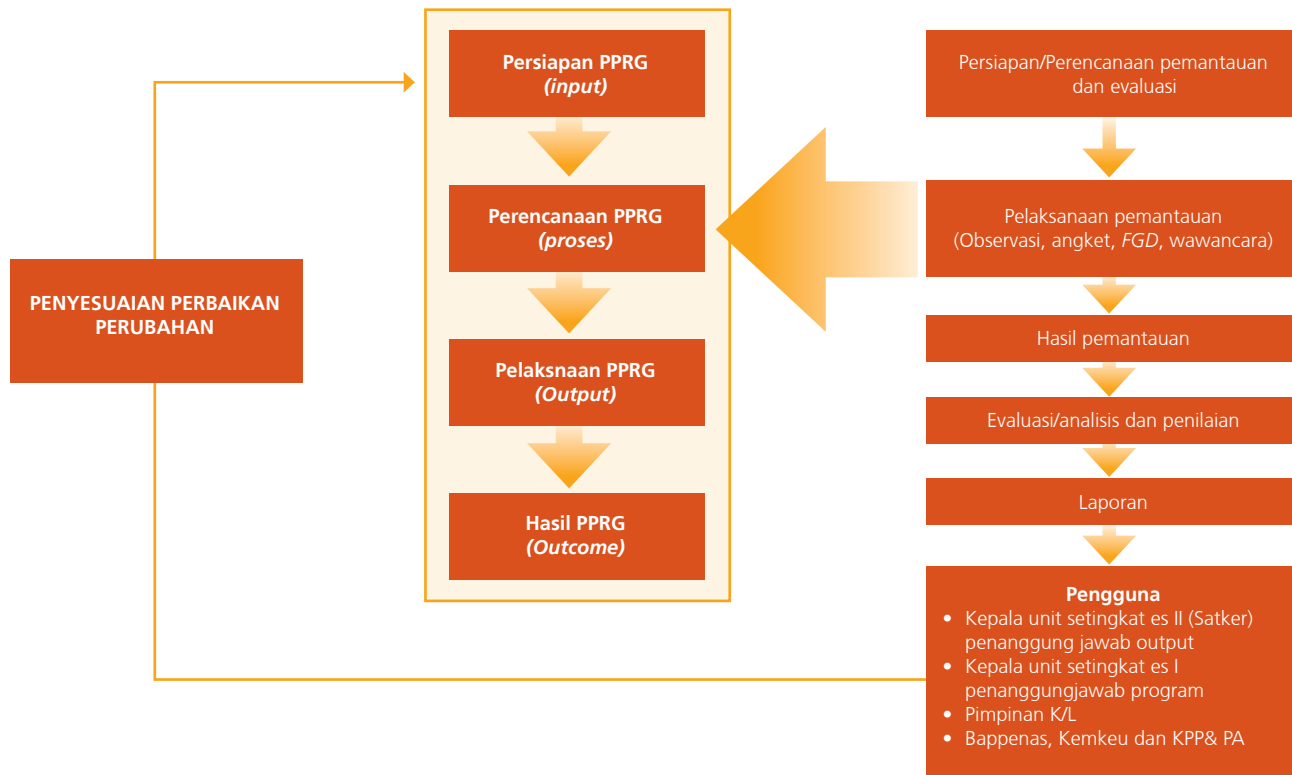 Persiapan PPRG
(input)
Perencanaan PPRG
(proses)
Pelaksnaan PPRG
(Output)
Hasil PPRG
(Outcome)
PENYESUAIAN PERBAIKAN
PERUBAHAN
Persiapan/Perencanaan pemantauan
dan evaluasi
Pelaksanaan pemantauan
(Observasi, angket, FGD, wawancara)
Hasil pemantauan
Evaluasi/analisis dan penilaian
Laporan
Pengguna
• Kepala unit setingkat es II (Satker)
penanggung jawab output
• Kepala unit setingkat es I
penanggungjawab program
• Pimpinan K/L
• Bappenas, Kemkeu dan KPP& PA